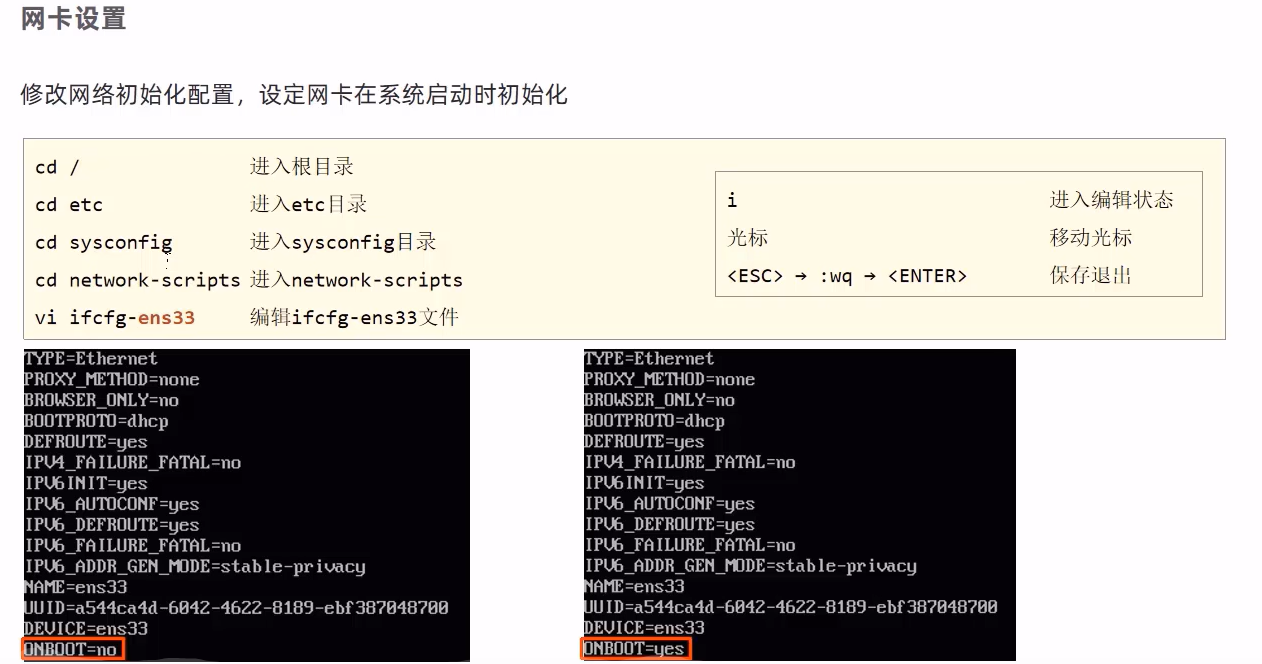 网卡设置
修改网络初始化配置，设定网卡在系统启动时初始化
cd / 进入根目录
cd etc 进入etc目录
cd sysconfig 进入sysconfig目录
cd network-scripts 进入network-scripts
vi ifcfg-ens33 编辑ifcfg-ens33文件
i 进入编辑状态
光标 移动光标
<ESC> → :wq → <ENTER> 保存退出
TYPE=Ethernet
PROXY_METHOD=none
BROWSER_ONLY=no
BOOTPROTO=dhcp
DEFROUTE=yes
IPV4_FAILURE_FATAL=no
IPV6INIT=yes
IPV6_AUTOCONF=yes
IPV6_DEFROUTE=yes
IPV6_FAILURE_FATAL=no
IPV6_ADDR_GEN_MODE=stable-privacy
NAME=ens33
UUID=a544ca4d-6042-4622-8189-ebf387048700
DEVICE=ens33
ONBOOT=no
TYPE=Ethernet
PROXY_METHOD=none
BROWSER_ONLY=no
BOOTPROTO=dhcp
DEFROUTE=yes
IPV4_FAILURE_FATAL=no
IPV6INIT=yes
IPV6_AUTOCONF=yes
IPV6_DEFROUTE=yes
IPV6_FAILURE_FATAL=no
IPV6_ADDR_GEN_MODE=stable-privacy
NAME=ens33
UUID=a544ca4d-6042-4622-8189-ebf387048700
DEVICE=ens33
ONBOOT=yes